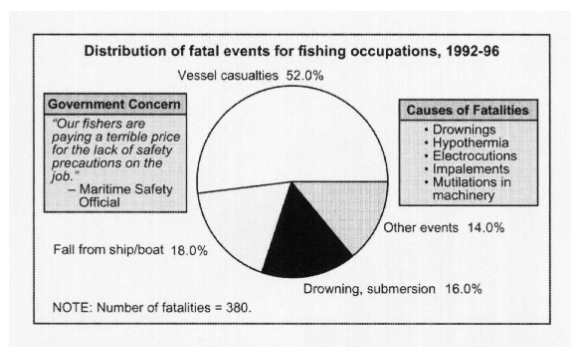 Distribution of fatal events for fishing occupations, 1992-96
Vessel casualties 52.0%
Government Concern
"Our fishers are
paying a terrible price
for the lack of safety
precautions on the
job."
– Maritime Safety
Official
Causes of Fatalities
• Drownings
• Hypothermia
• Electrocutions
• Impalements
• Mutilations in
machinery
Other events 14.0%
Fall from ship/boat 18.0%
Drowning, submersion 16.0%
NOTE: Number of fatalities = 380.